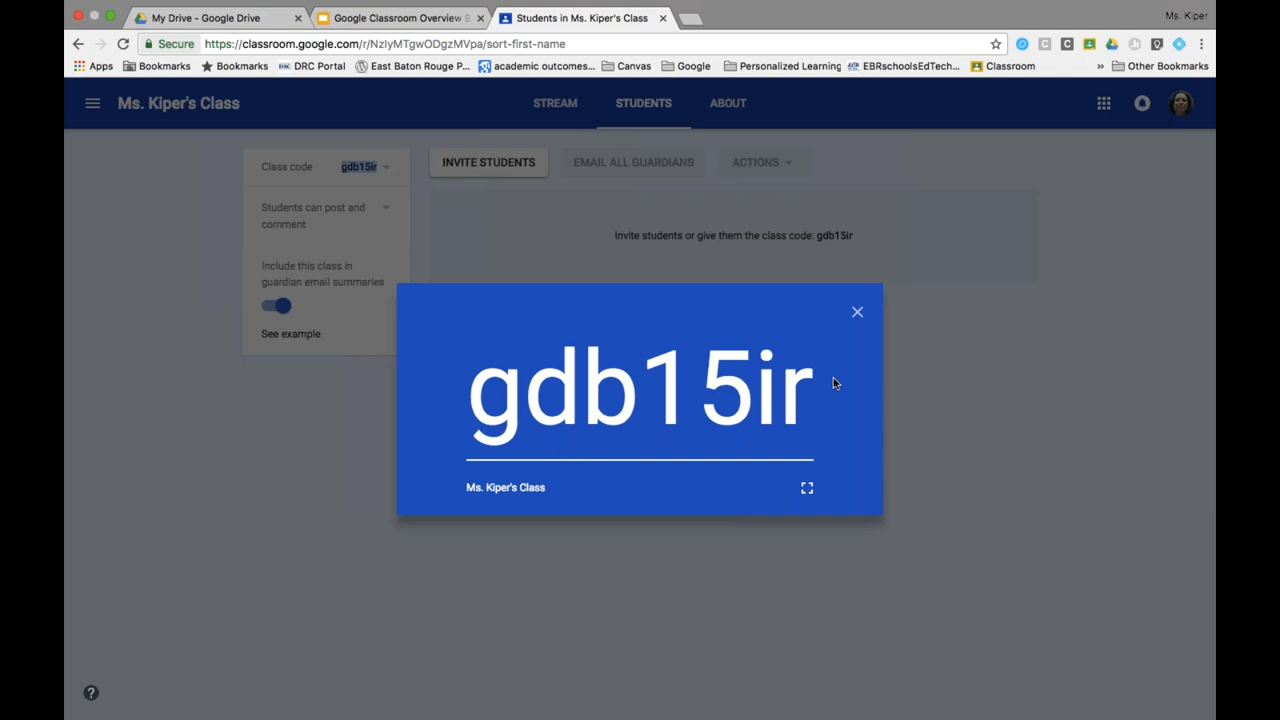 My Drive - Google Drive
Google Classroom Overview 9
Students in Ms. Kiper's Class
Ms. Kiper
Secure
https://classroom.google.com/r/NzIyMTgwODgzMVpa/sort-first-name
Apps
Bookmarks
Bookmarks
DRC Portal
East Baton Rouge P...
academic outcomes...
Canvas
Google
Personalized Learning
EBRschoolsEdTech...
Classroom
»
Other Bookmarks
Ms. Kiper's Class
STREAM
STUDENTS
ABOUT
Class code
gdb15ir
INVITE STUDENTS
EMAIL ALL GUARDIANS
ACTIONS
Students can post and
comment
Invite students or give them the class code: gdb15ir
Include this class in
guardian email summaries
See example
gdb15ir
Ms. Kiper's Class
?